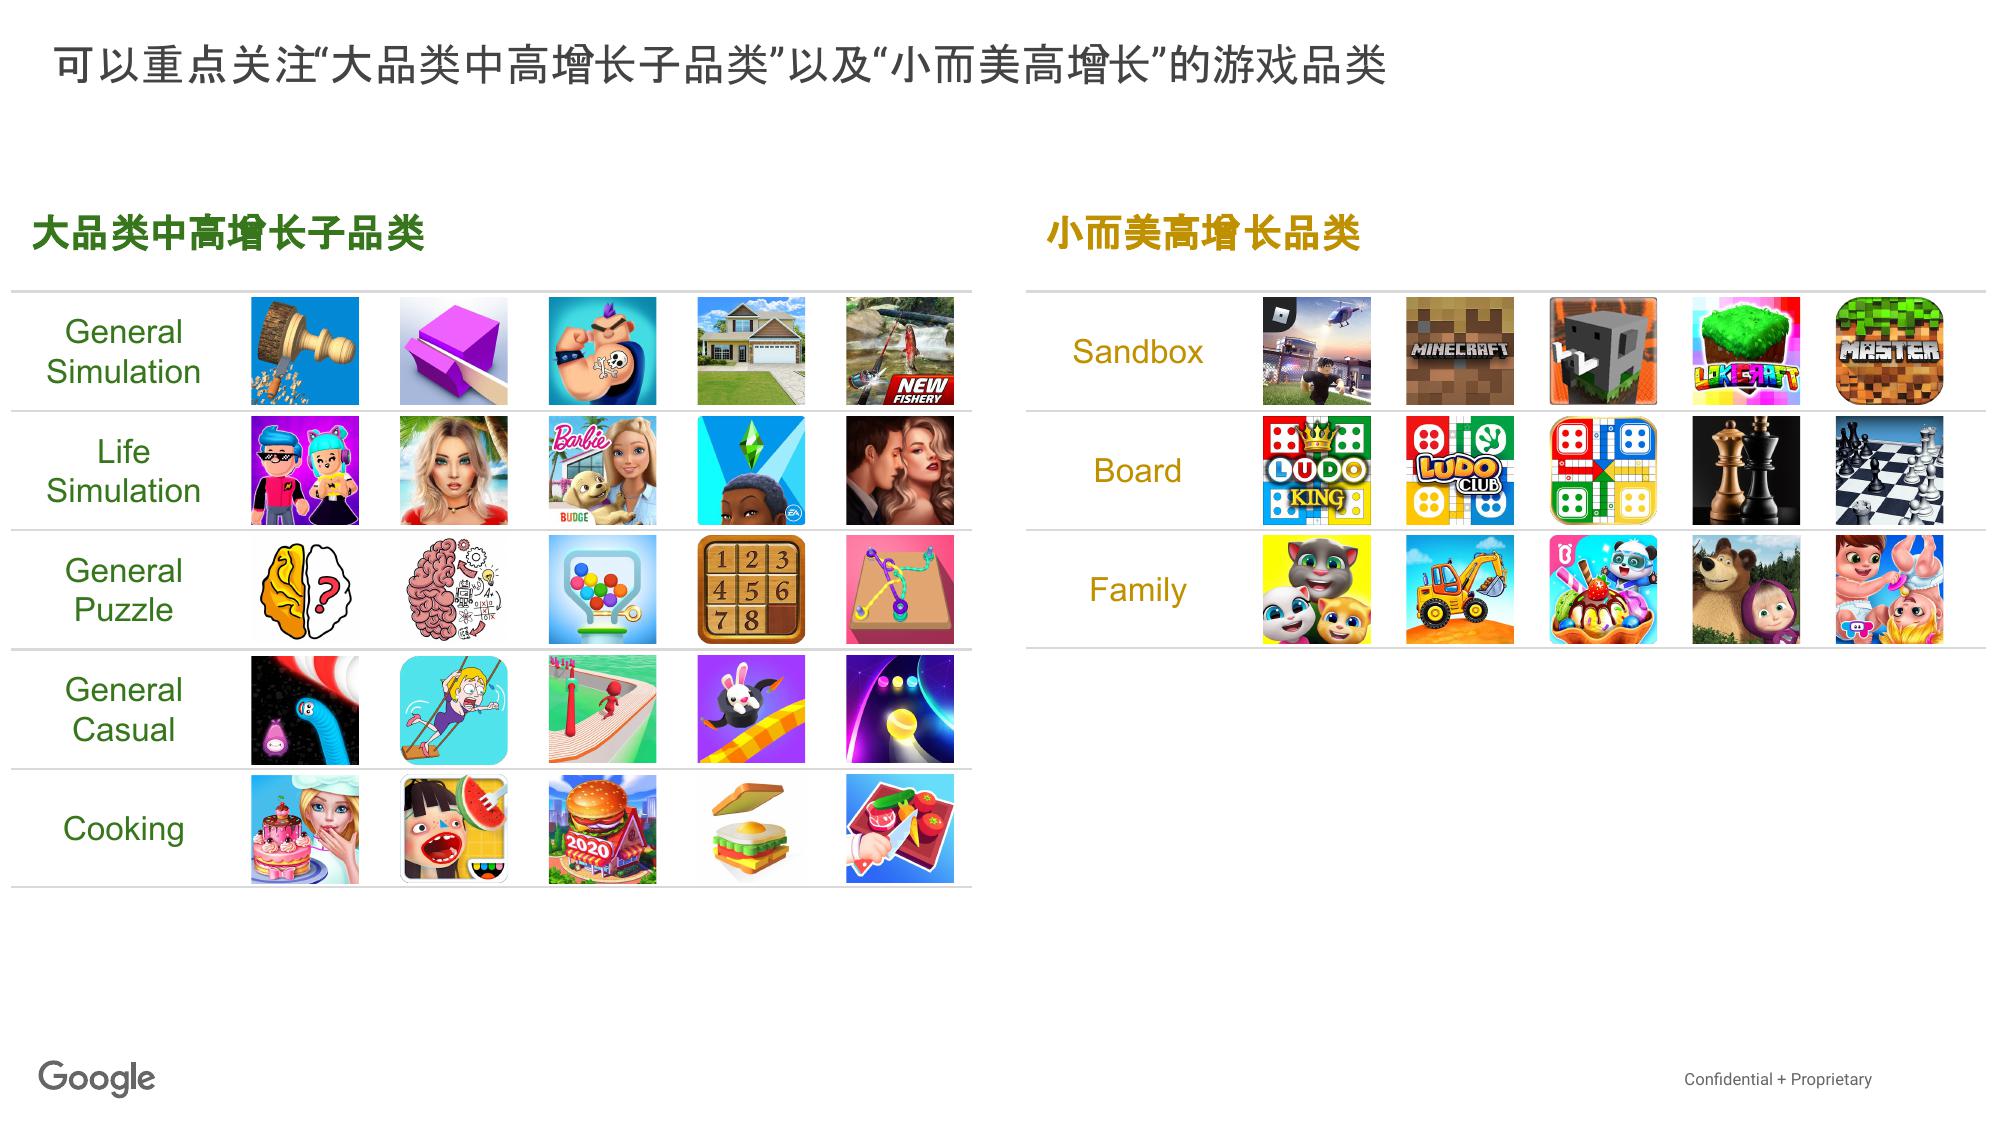 可以重点关注“大品类中高增长子品类”以及“小而美高增长”的游戏品类
大品类中高增长子品类
General
Simulation
NEW
FISHERY
Life
Simulation
Barbie
BUDGE
EA
General
Puzzle
1 2 3
4 5 6
7 8
General
Casual
Cooking
2020
小而美高增长品类
Sandbox
MINECRAFT
LOKICRAFT
MASTER
Board
LUDO
KING
LUDO
CLUB
Family
Google
Confidential + Proprietary